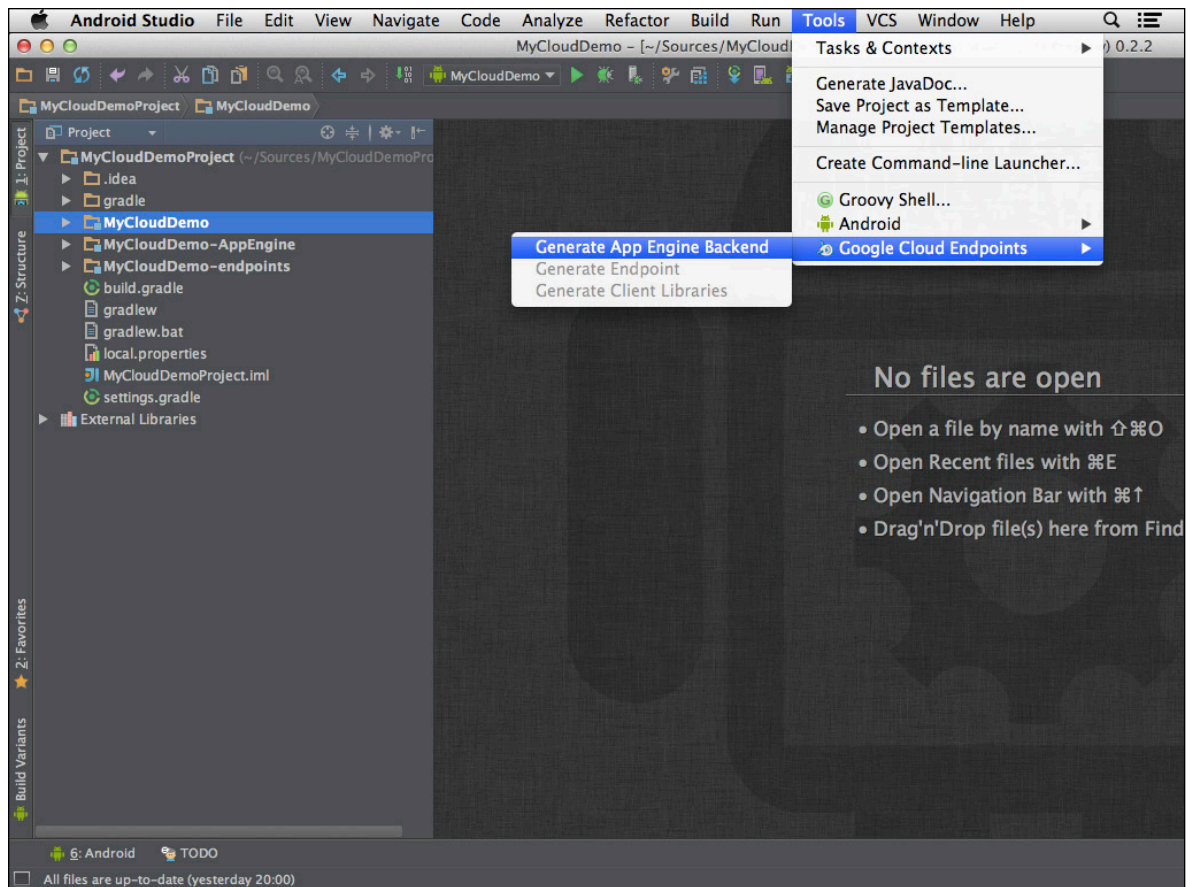 Android Studio File Edit View Navigate Code Analyze Refactor Build Run Tools VCS Window Help
MyCloudDemo – [~/Sources/MyCloudI
) 0.2.2
MyCloudDemo
MyCloudDemoProject MyCloudDemo
Tasks & Contexts
Generate JavaDoc...
Save Project as Template...
Manage Project Templates...
Create Command-line Launcher...
Groovy Shell...
Android
Google Cloud Endpoints
Generate App Engine Backend
Generate Endpoint
Generate Client Libraries
1: Project
Z: Structure
2: Favorites
Build Variants
Project
MyCloudDemoProject (~/Sources/MyCloudDemoPro
.idea
gradle
MyCloudDemo
MyCloudDemo-AppEngine
MyCloudDemo-endpoints
build.gradle
gradlew
gradlew.bat
local.properties
MyCloudDemoProject.iml
settings.gradle
External Libraries
No files are open
• Open a file by name with ⇧⌘O
• Open Recent files with ⌘E
• Open Navigation Bar with ⌘↑
• Drag'n'Drop file(s) here from Find
6: Android TODO
All files are up-to-date (yesterday 20:00)